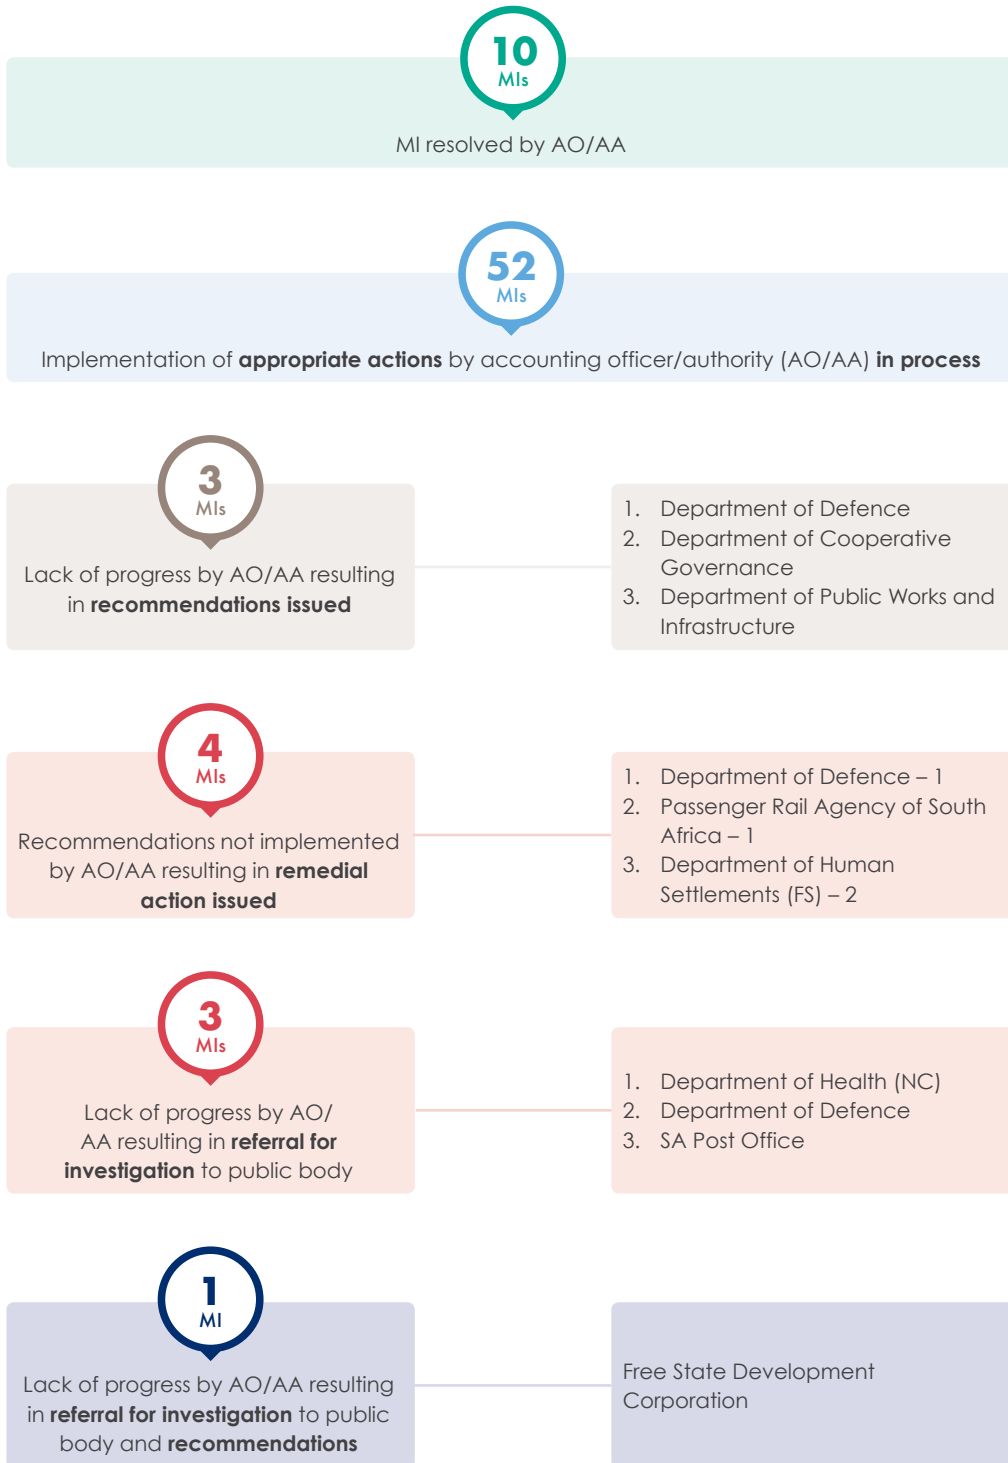 10
MIs
MI resolved by AO/AA
52
MIs
Implementation of appropriate actions by accounting officer/authority (AO/AA) in process
3
MIs
Lack of progress by AO/AA resulting
in recommendations issued
1. Department of Defence
2. Department of Cooperative
Governance
3. Department of Public Works and
Infrastructure
4
MIs
Recommendations not implemented
by AO/AA resulting in remedial
action issued
1. Department of Defence – 1
2. Passenger Rail Agency of South
Africa – 1
3. Department of Human
Settlements (FS) – 2
3
MIs
Lack of progress by AO/
AA resulting in referral for
investigation to public body
1. Department of Health (NC)
2. Department of Defence
3. SA Post Office
1
MI
Lack of progress by AO/AA resulting
in referral for investigation to public
body and recommendations
Free State Development
Corporation